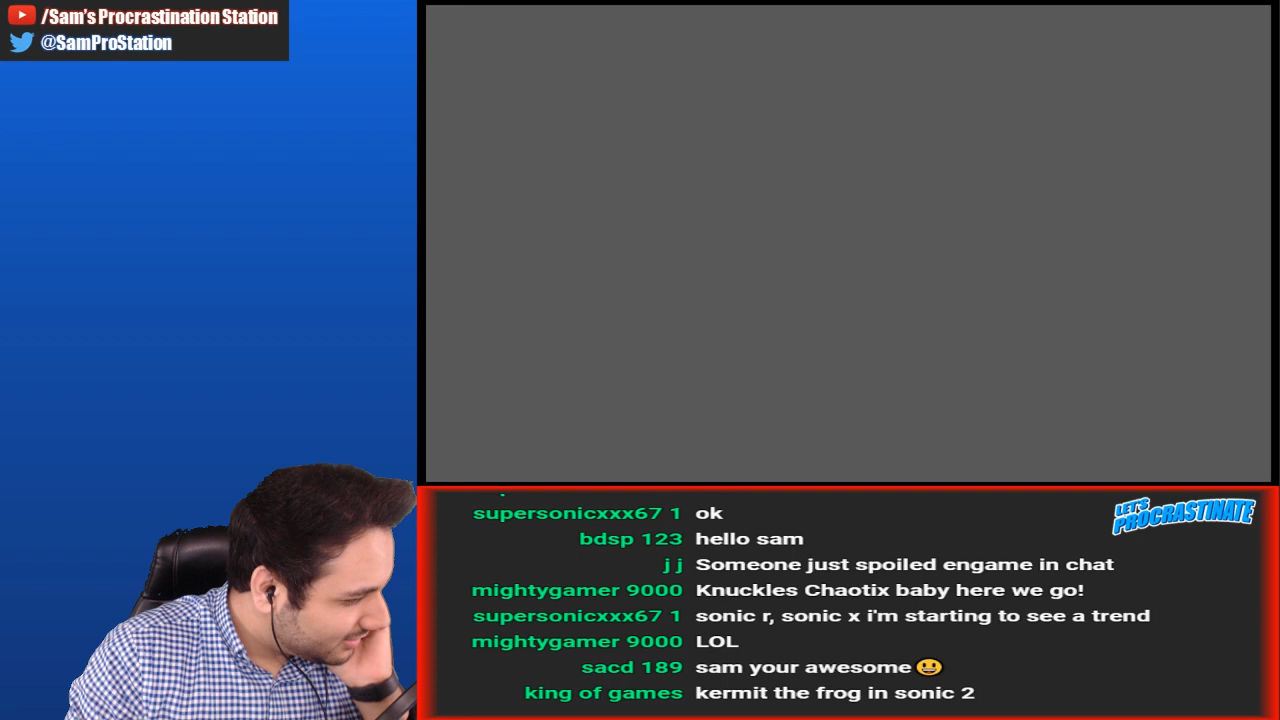 /Sam's Procrastination Station
@SamProStation
supersonicxxx67 1 ok
bdsp 123 hello sam
j j Someone just spoiled engame in chat
mightygamer 9000 Knuckles Chaotix baby here we go!
supersonicxxx67 1 sonic r, sonic x i'm starting to see a trend
mightygamer 9000 LOL
sacd 189 sam your awesome😃
king of games kermit the frog in sonic 2
LET'S
PROCRASTINATE